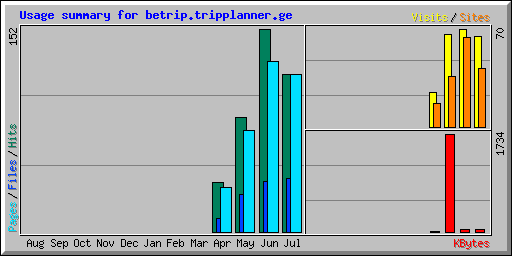 Usage summary for betrip.tripplanner.ge
Visits/Sites
152
70
1734
Pages/Files/Hits
Aug Sep Oct Nov Dec Jan Feb Mar Apr May Jun Jul
KBytes